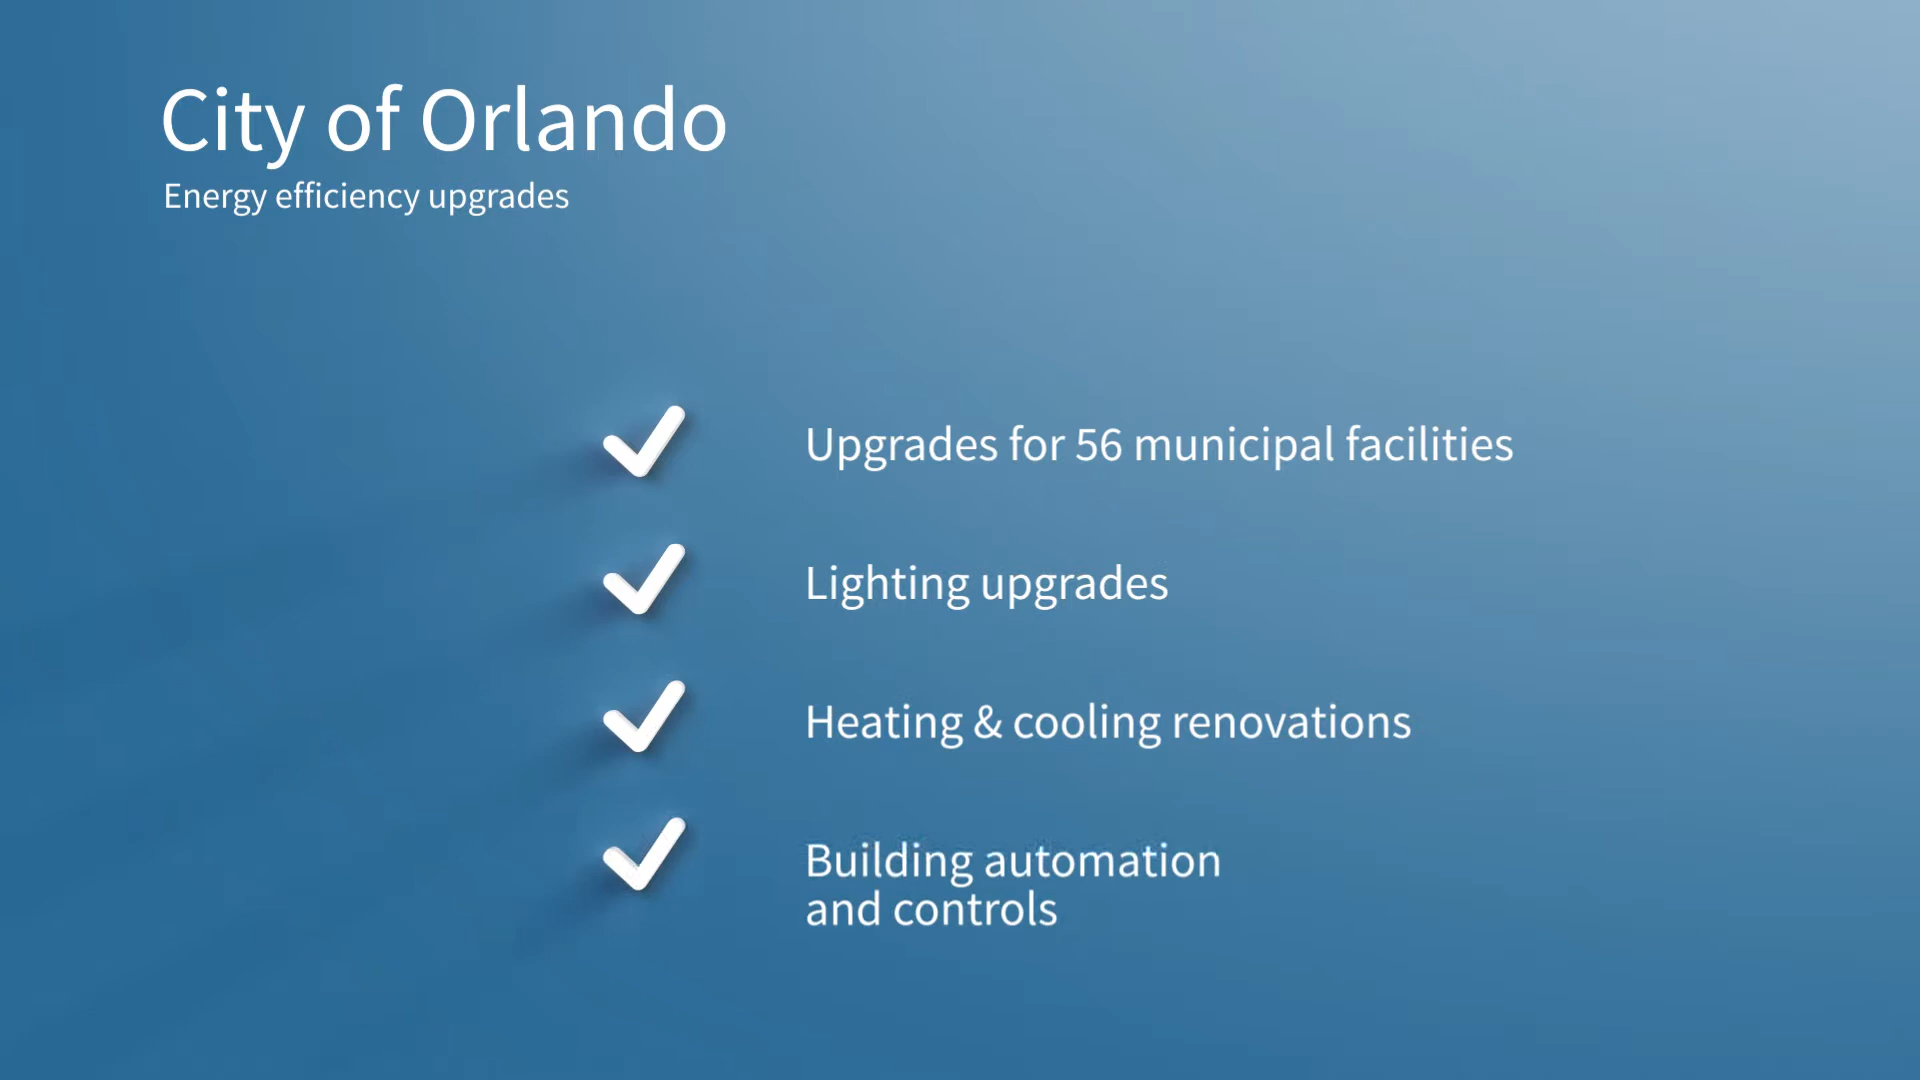 City of Orlando
Energy efficiency upgrades
Upgrades for 56 municipal facilities
Lighting upgrades
Heating & cooling renovations
Building automation
and controls